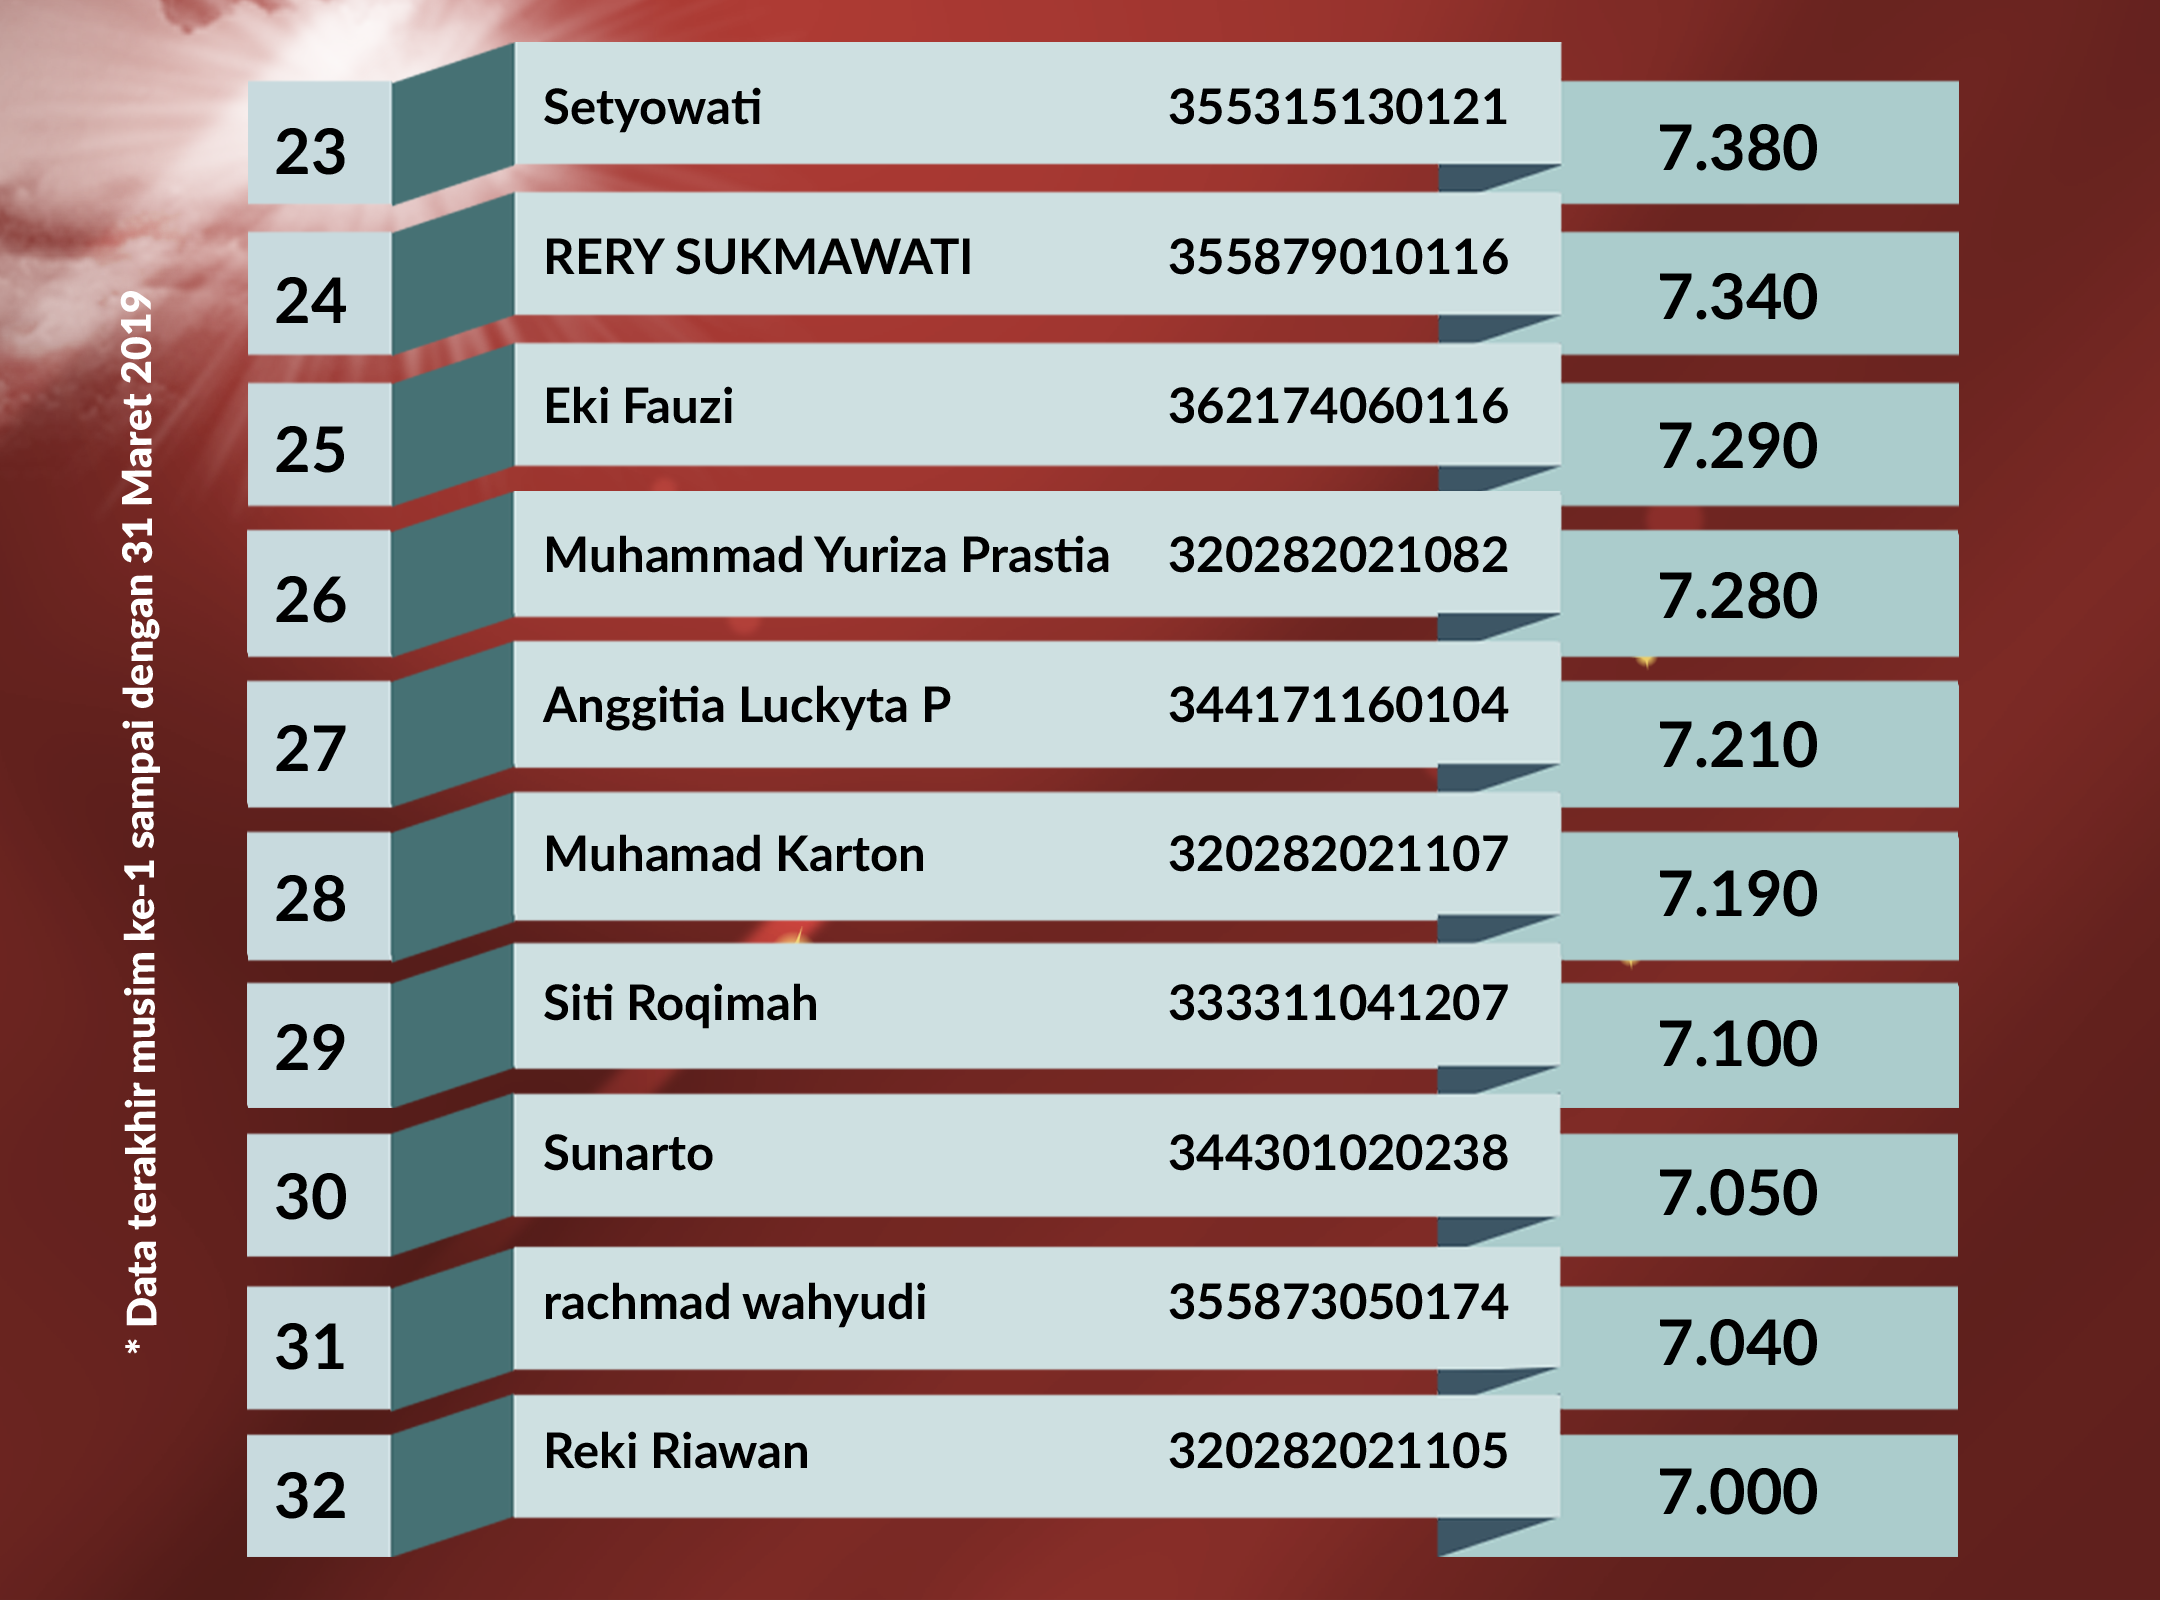 23 Setyowati 355315130121 7.380
24 RERY SUKMAWATI 355879010116 7.340
25 Eki Fauzi 362174060116 7.290
26 Muhammad Yuriza Prastia 320282021082 7.280
27 Anggitia Luckyta P 344171160104 7.210
28 Muhamad Karton 320282021107 7.190
29 Siti Roqimah 333311041207 7.100
30 Sunarto 344301020238 7.050
31 rachmad wahyudi 355873050174 7.040
32 Reki Riawan 320282021105 7.000
* Data terakhir musim ke-1 sampai dengan 31 Maret 2019